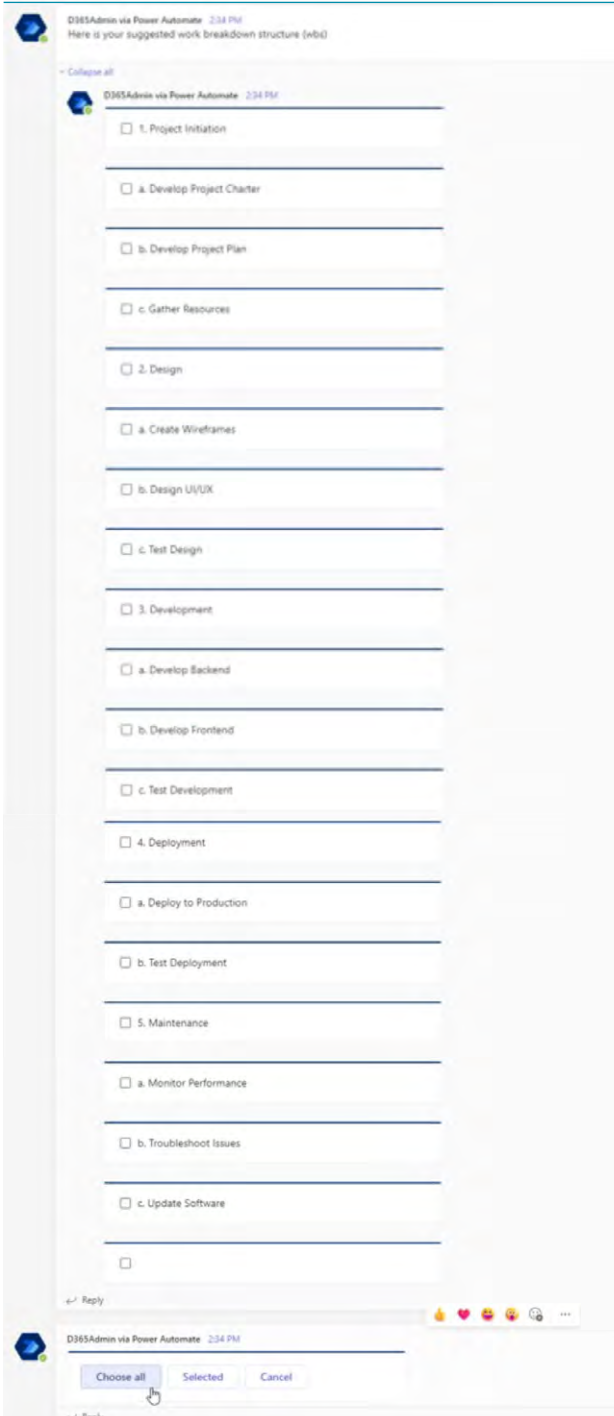 D365Admin via Power Automate 2:34 PM
Here is your suggested work breakdown structure (wbs)
Collapse all
D365Admin via Power Automate 2:34 PM
1. Project Initiation
a. Develop Project Charter
b. Develop Project Plan
c. Gather Resources
2. Design
a. Create Wireframes
b. Design UI/UX
c. Test Design
3. Development
a. Develop Backend
b. Develop Frontend
c. Test Development
4. Deployment
a. Deploy to Production
b. Test Deployment
5. Maintenance
a. Monitor Performance
b. Troubleshoot Issues
c. Update Software
Reply
D365Admin via Power Automate 2:34 PM
Choose all Selected Cancel